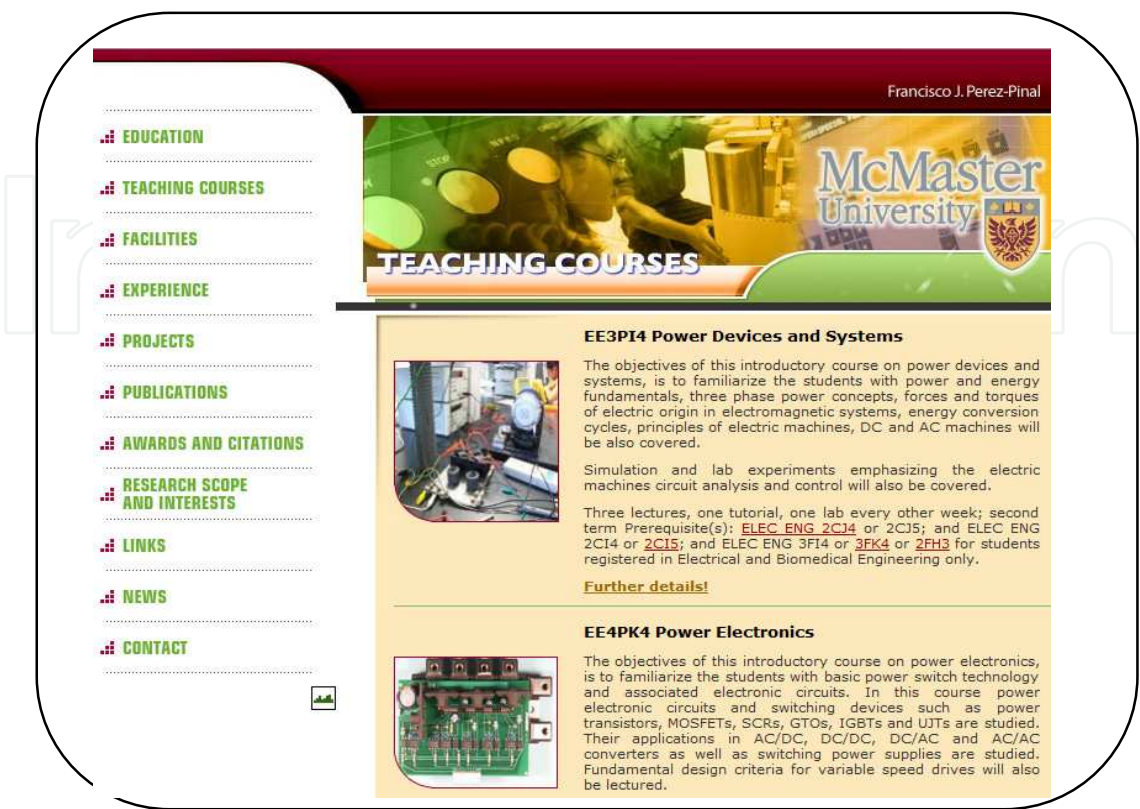 Francisco J. Perez-Pinal
EDUCATION
TEACHING COURSES
FACILITIES
EXPERIENCE
PROJECTS
PUBLICATIONS
AWARDS AND CITATIONS
RESEARCH SCOPE
AND INTERESTS
LINKS
NEWS
CONTACT
STOP
McMaster
University
TEACHING COURSES
EE3PI4 Power Devices and Systems
The objectives of this introductory course on power devices and
systems, is to familiarize the students with power and energy
fundamentals, three phase power concepts, forces and torques
of electric origin in electromagnetic systems, energy conversion
cycles, principles of electric machines, DC and AC machines will
be also covered.
Simulation and lab experiments emphasizing the electric
machines circuit analysis and control will also be covered.
Three lectures, one tutorial, one lab every other week; second
term Prerequisite(s): ELEC ENG 2CJ4 or 2CJ5; and ELEC ENG
2CI4 or 2CI5; and ELEC ENG 3FI4 or 3FK4 or 2FH3 for students
registered in Electrical and Biomedical Engineering only.
Further details!
EE4PK4 Power Electronics
The objectives of this introductory course on power electronics,
is to familiarize the students with basic power switch technology
and associated electronic circuits. In this course power
electronic circuits and switching devices such as power
transistors, MOSFETs, SCRs, GTOs, IGBTs and UJTs are studied.
Their applications in AC/DC, DC/DC, DC/AC and AC/AC
converters as well as switching power supplies are studied.
Fundamental design criteria for variable speed drives will also
be lectured.